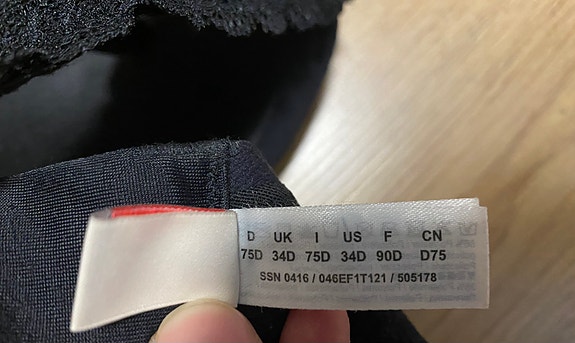 D UK I US F CN
75D 34D 75D 34D 90D D75
SSN 0416 / 046EF1T121 / 505178